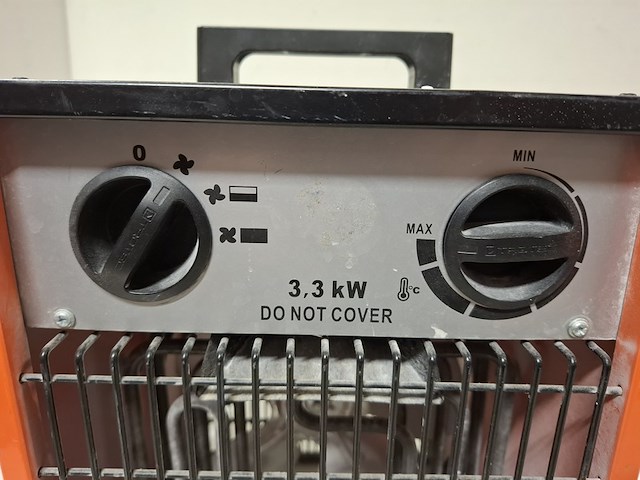 0
MIN
MAX
°C
3,3 kW
DO NOT COVER